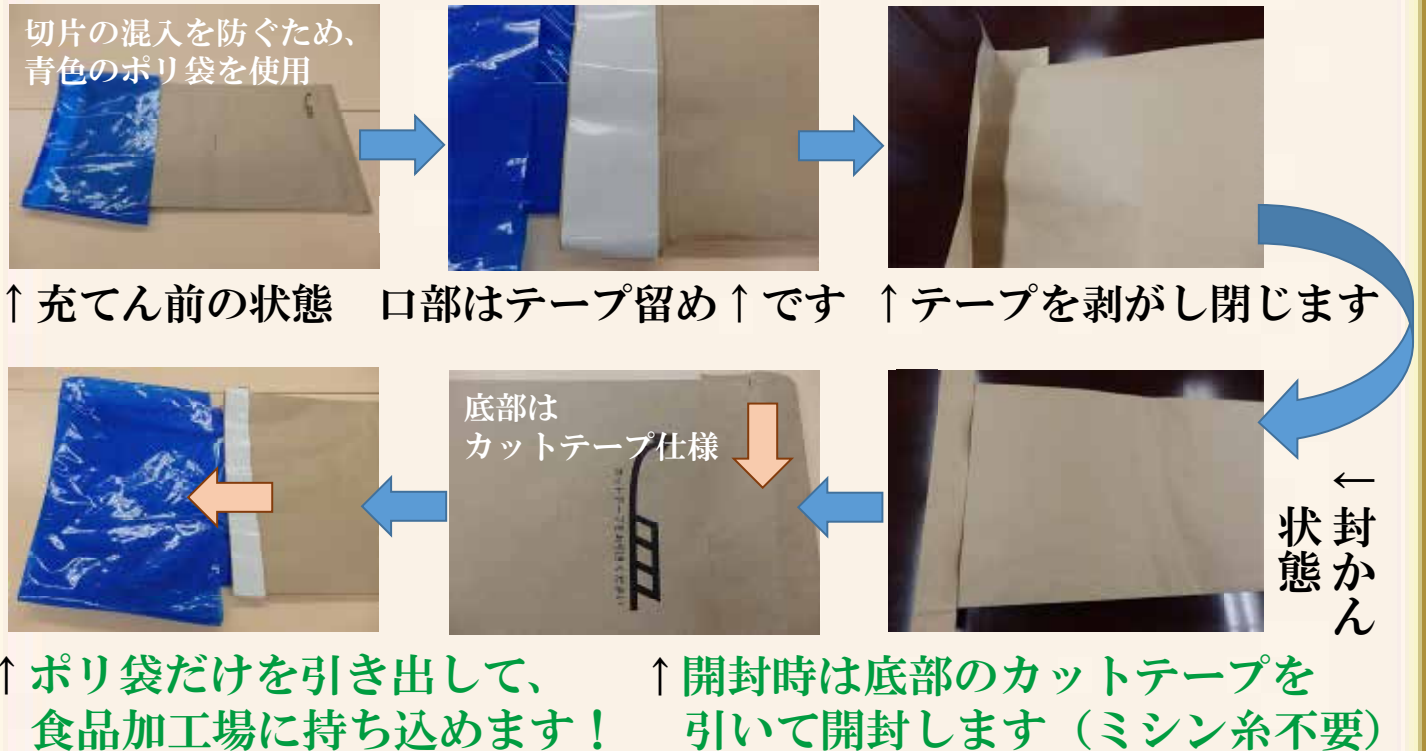 切片の混入を防ぐため、
青色のポリ袋を使用
↑充てん前の状態　口部はテープ留め↑です　↑テープを剥がし閉じます
←封かん
状態
底部は
カットテープ仕様
↑開封時は底部のカットテープを
引いて開封します（ミシン糸不要）
↑ポリ袋だけを引き出して、
食品加工場に持ち込めます！